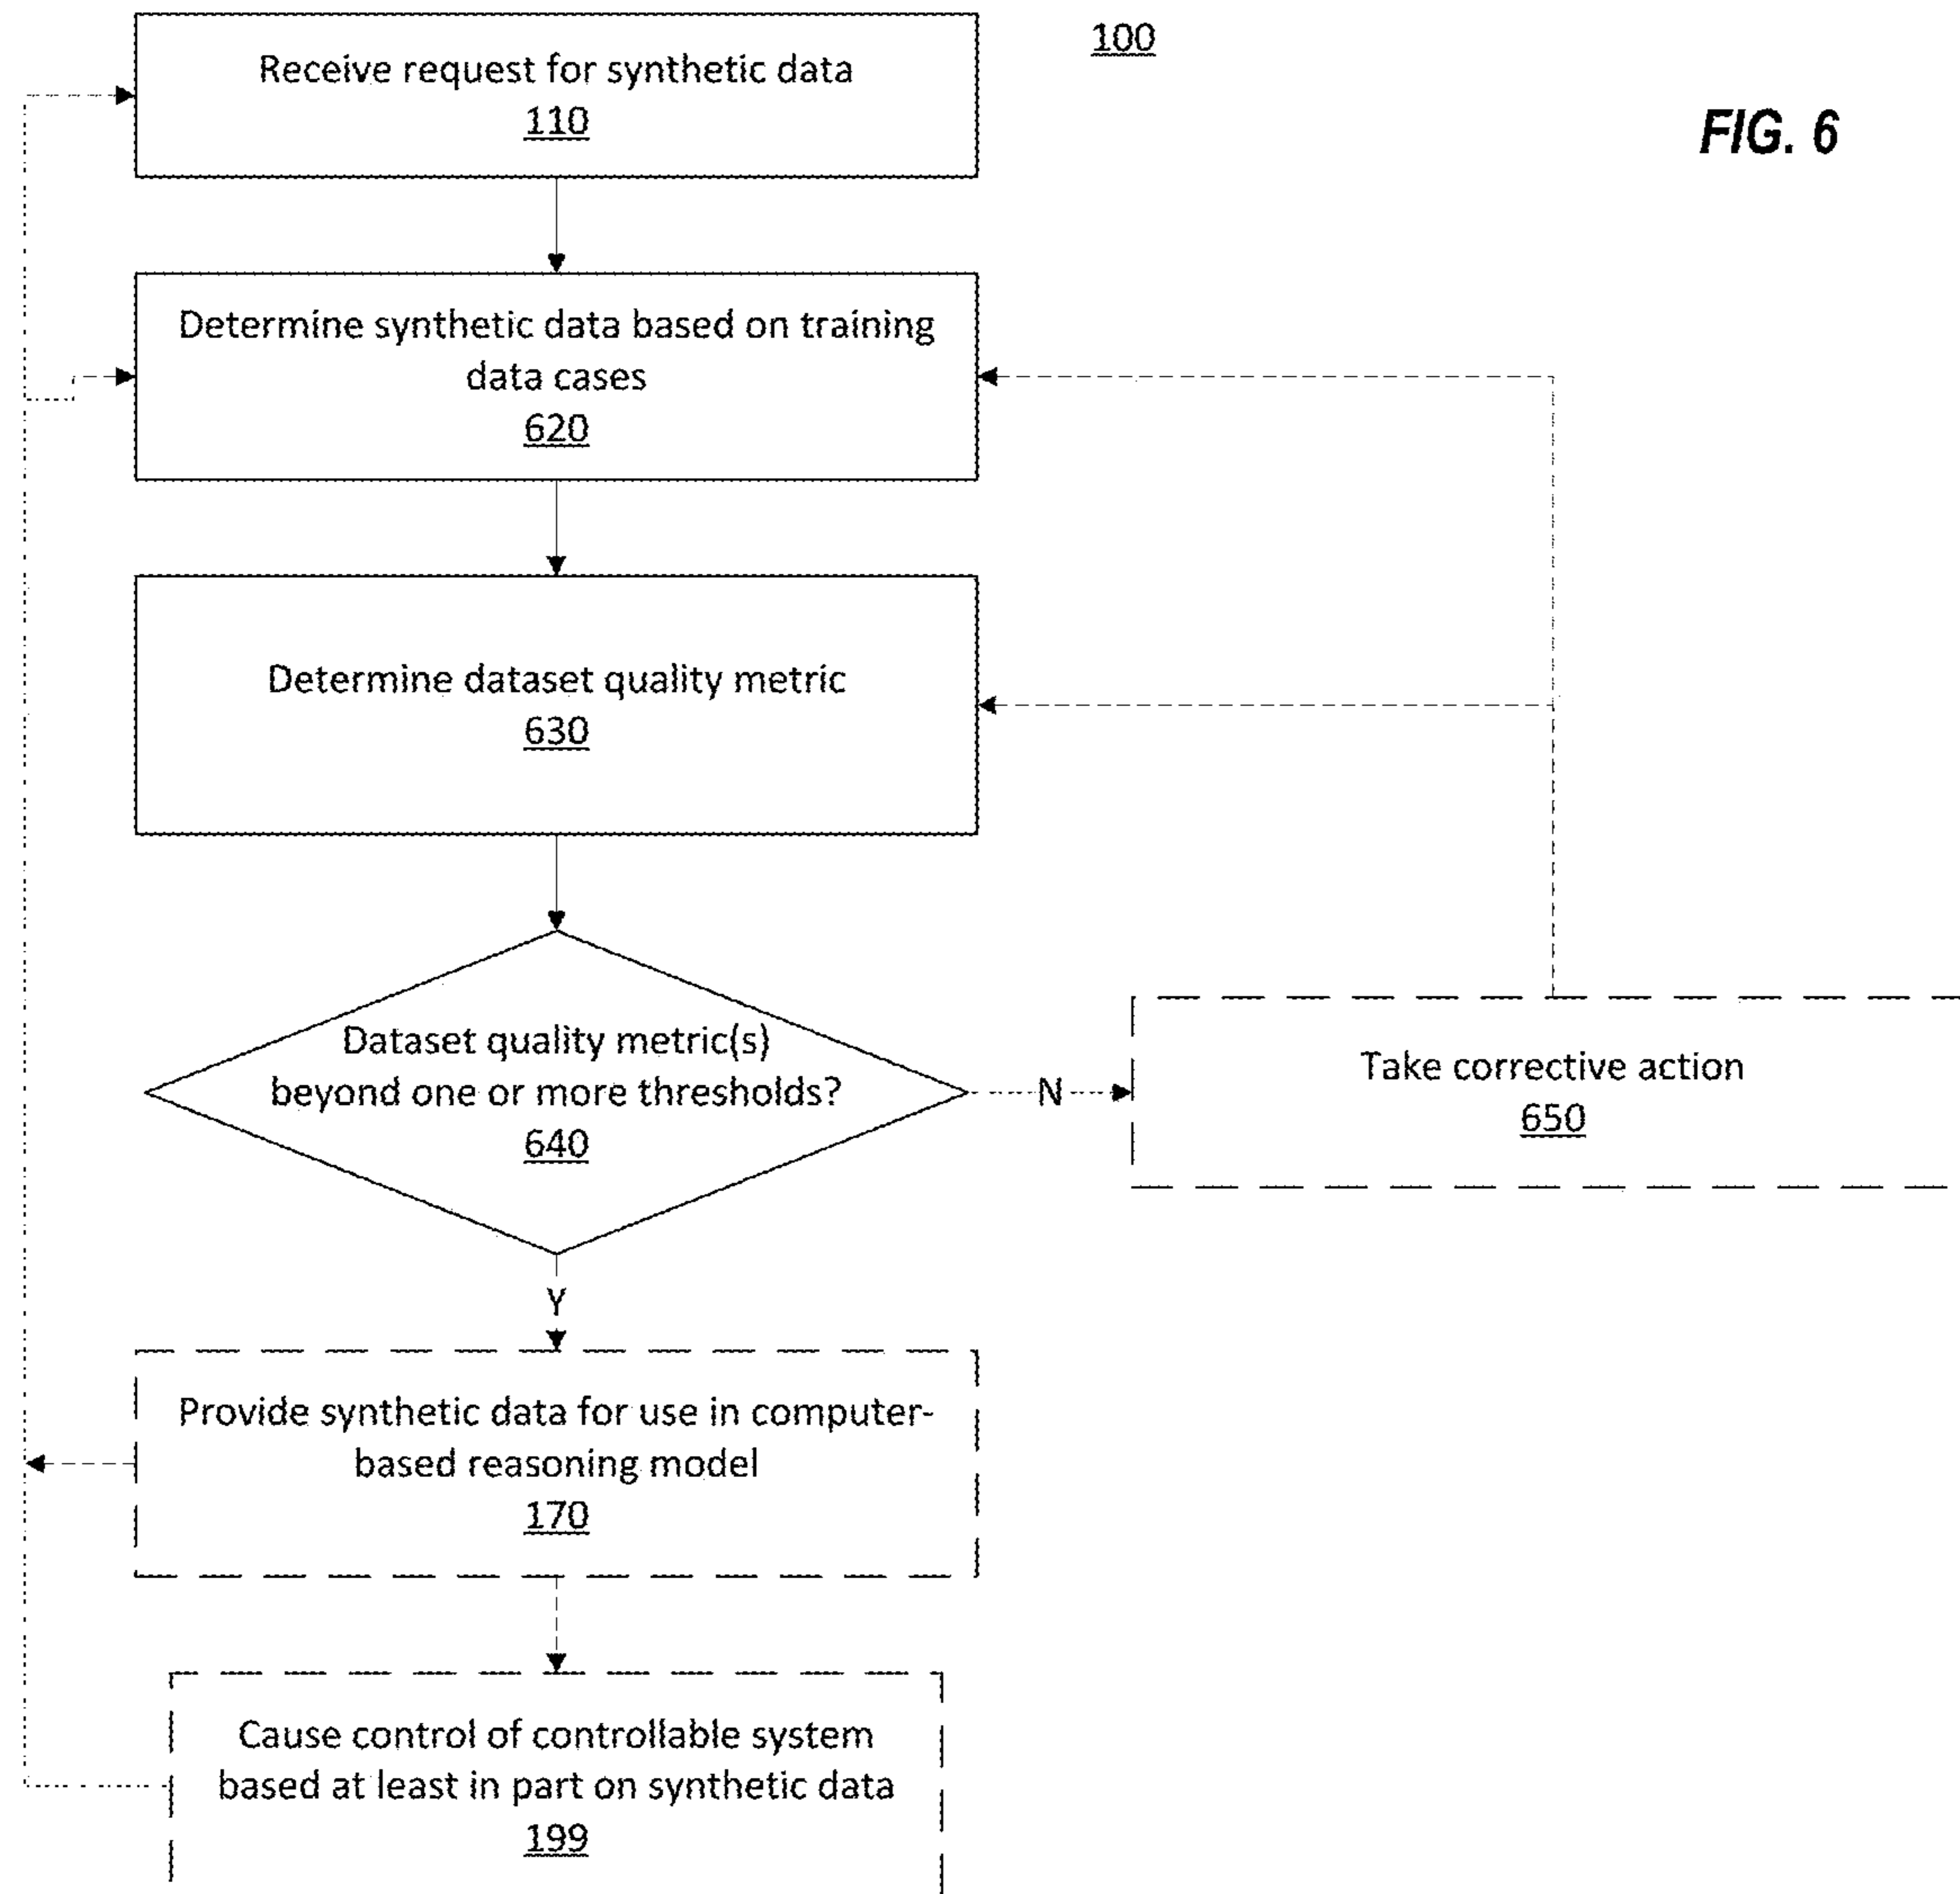 100
FIG. 6
Receive request for synthetic data
110
Determine synthetic data based on training
data cases
620
Determine dataset quality metric
630
Dataset quality metric(s)
beyond one or more thresholds?
640
N
Take corrective action
650
Y
Provide synthetic data for use in computer-
based reasoning model
170
Cause control of controllable system
based at least in part on synthetic data
199